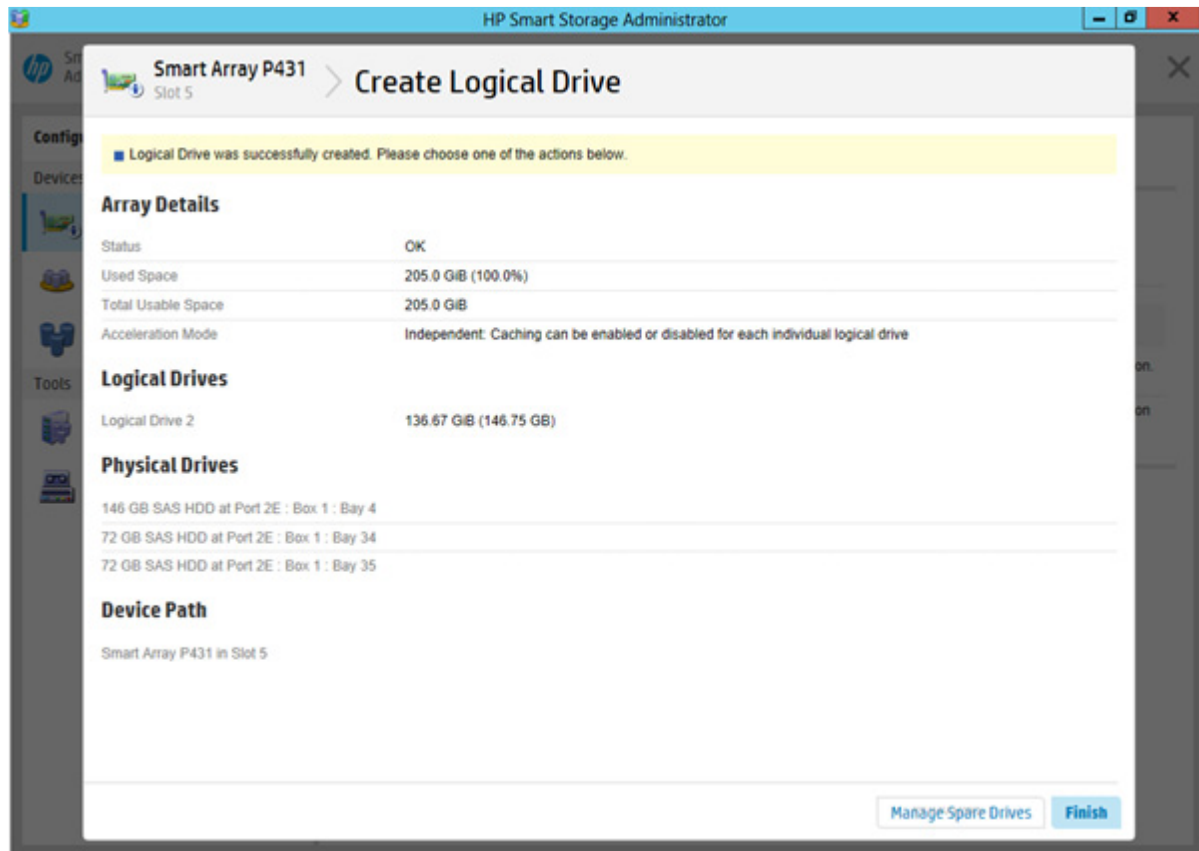 HP Smart Storage Administrator
hp
Sm
Ad
Smart Array P431
Slot 5
Create Logical Drive
Configu
Logical Drive was successfully created. Please choose one of the actions below.
Devices
Array Details
Status OK
Used Space 205.0 GiB (100.0%)
Total Usable Space 205.0 GiB
Acceleration Mode Independent: Caching can be enabled or disabled for each individual logical drive
on.
Tools
Logical Drives
on
Logical Drive 2 136.67 GiB (146.75 GB)
Physical Drives
146 GB SAS HDD at Port 2E : Box 1 : Bay 4
72 GB SAS HDD at Port 2E : Box 1 : Bay 34
72 GB SAS HDD at Port 2E : Box 1 : Bay 35
Device Path
Smart Array P431 in Slot 5
Manage Spare Drives
Finish